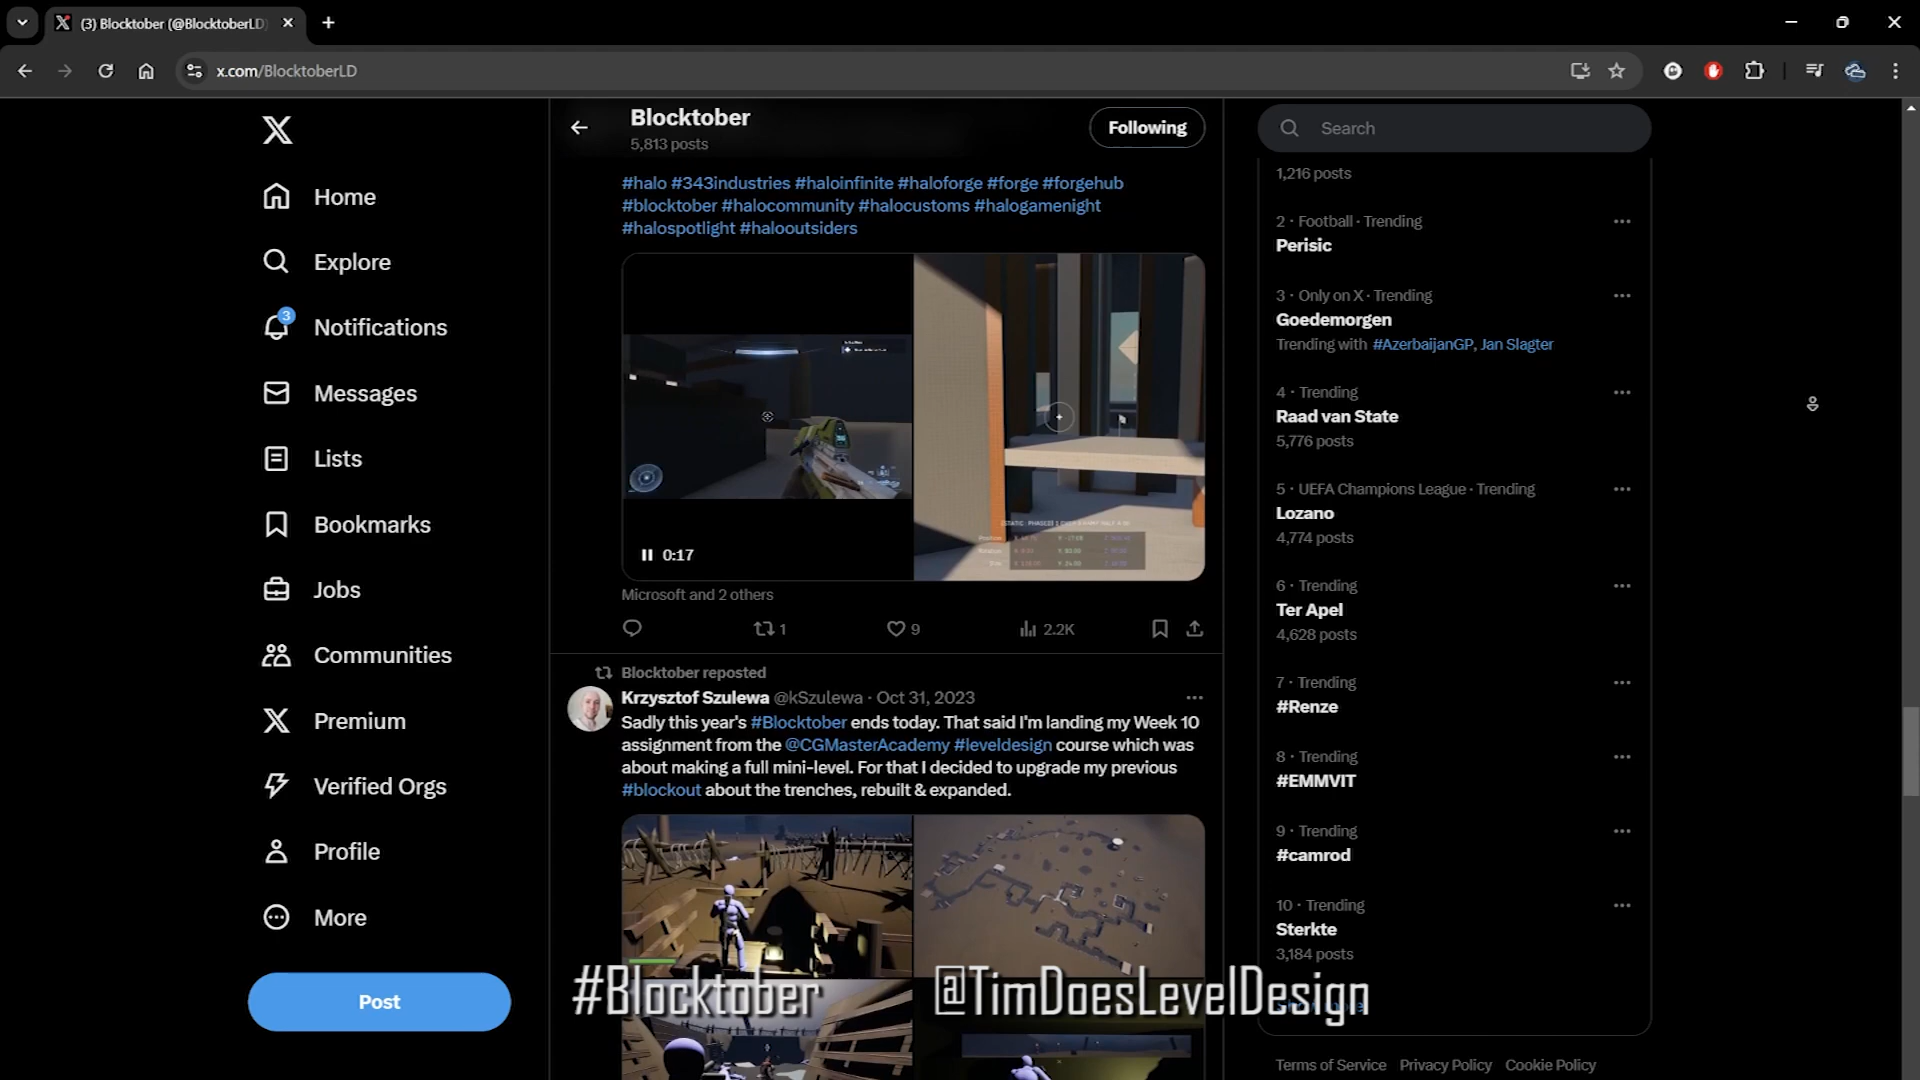 (3) Blocktober (@BlocktoberLD)
x.com/BlocktoberLD
Home
Explore
3
Notifications
Messages
Lists
Bookmarks
Jobs
Communities
Premium
Verified Orgs
Profile
More
Post
Blocktober
5,813 posts
Following
#halo #343industries #haloinfinite #haloforge #forge #forgehub
#blocktober #halocommunity #halocustoms #halogamenight
#halospotlight #halooutsiders
0:17
Microsoft and 2 others
1
9
2.2K
Blocktober reposted
Krzysztof Szulewa @kSzulewa · Oct 31, 2023
Sadly this year's #Blocktober ends today. That said I'm landing my Week 10
assignment from the @CGMasterAcademy #leveldesign course which was
about making a full mini-level. For that I decided to upgrade my previous
#blockout about the trenches, rebuilt & expanded.
#Blocktober
@TimDoesLevelDesign
Search
1,216 posts
2 · Football · Trending
Perisic
3 · Only on X · Trending
Goedemorgen
Trending with #AzerbaijanGP, Jan Slagter
4 · Trending
Raad van State
5,776 posts
5 · UEFA Champions League · Trending
Lozano
4,774 posts
6 · Trending
Ter Apel
4,628 posts
7 · Trending
#Renze
8 · Trending
#EMMVIT
9 · Trending
#camrod
10 · Trending
Sterkte
3,184 posts
Show more
Terms of Service Privacy Policy Cookie Policy